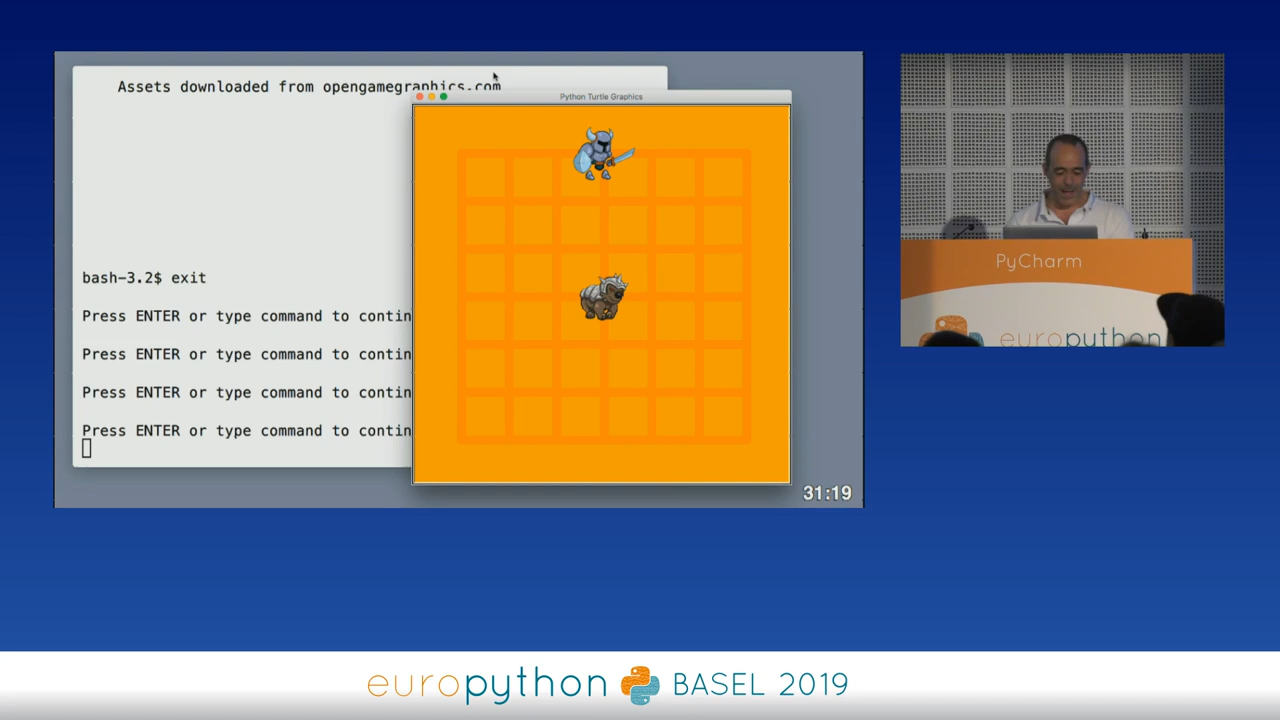 Assets downloaded from opengamegraphics.com
Python Turtle Graphics
bash-3.2$ exit
Press ENTER or type command to contin
Press ENTER or type command to contin
Press ENTER or type command to contin
Press ENTER or type command to contin
31:19
PyCharm
europython
europython BASEL 2019